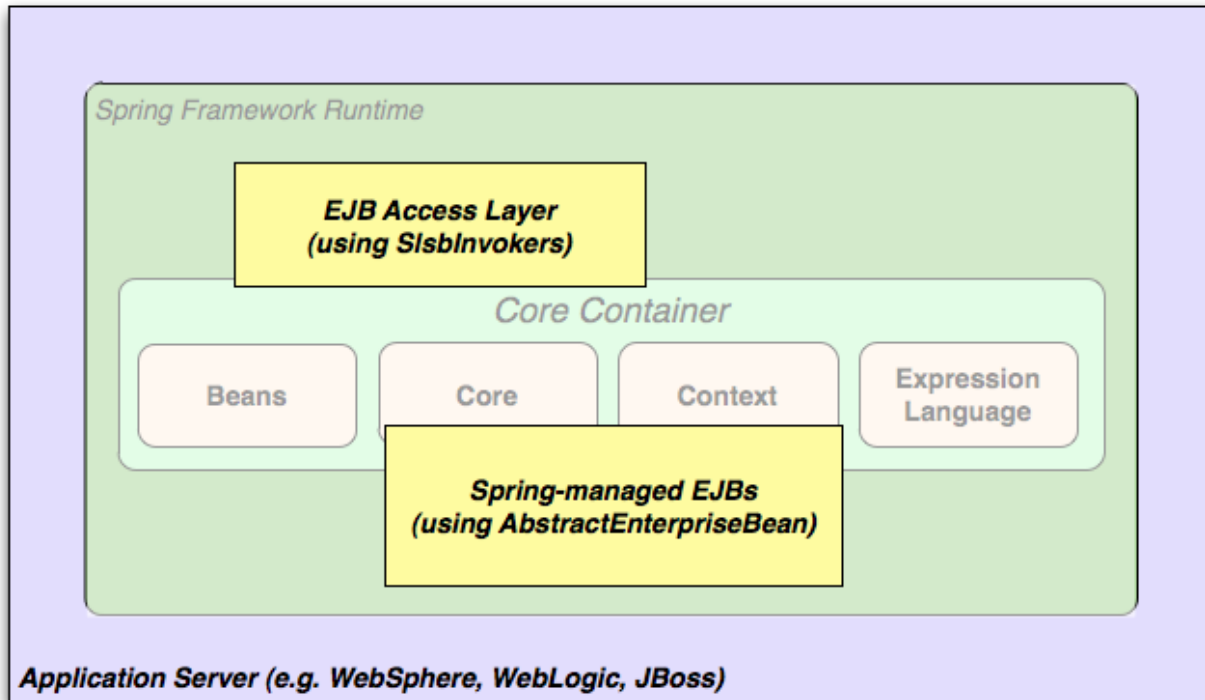 Spring Framework Runtime
EJB Access Layer
(using SlsbInvokers)
Core Container
Beans
Core
Context
Expression
Language
Spring-managed EJBs
(using AbstractEnterpriseBean)
Application Server (e.g. WebSphere, WebLogic, JBoss)